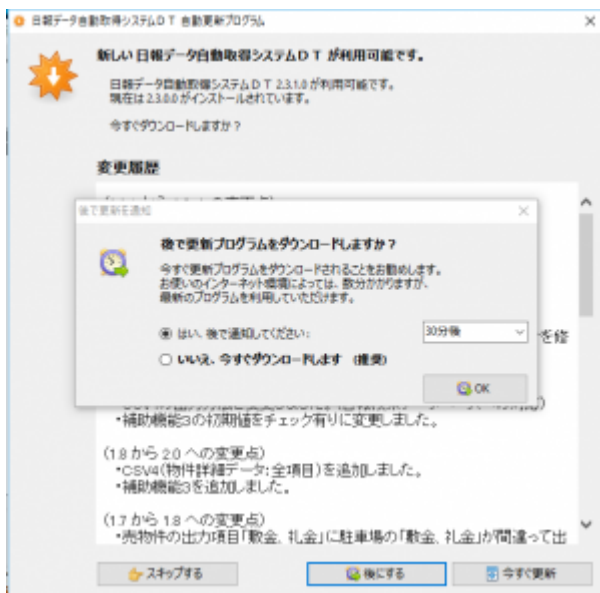 日報データ自動取得システムDT 自動更新プログラム
新しい 日報データ自動取得システムDT が利用可能です。
日報データ自動取得システムDT 2.3.1.0が利用可能です。
現在は 2.3.0.0 がインストールされています。
今すぐダウンロードしますか？
変更履歴
後で更新を通知
後で更新プログラムをダウンロードしますか？
今すぐ更新プログラムをダウンロードされることをお勧めします。
お使いのインターネット環境によっては、数分かかりますが、
最新のプログラムを利用していただけます。
はい、後で通知してください:
30分後
を修
いいえ、今すぐダウンロードします (推奨)
OK
・補助機能3の初期値をチェック有りに変更しました。
(1.8 から 2.0 への変更点)
・CSV4(物件詳細データ:全項目)を追加しました。
・補助機能3を追加しました。
(1.7 から 1.8 への変更点)
・売物件の出力項目「敷金、礼金」に駐車場の「敷金、礼金」が間違って出
スキップする
後にする
今すぐ更新